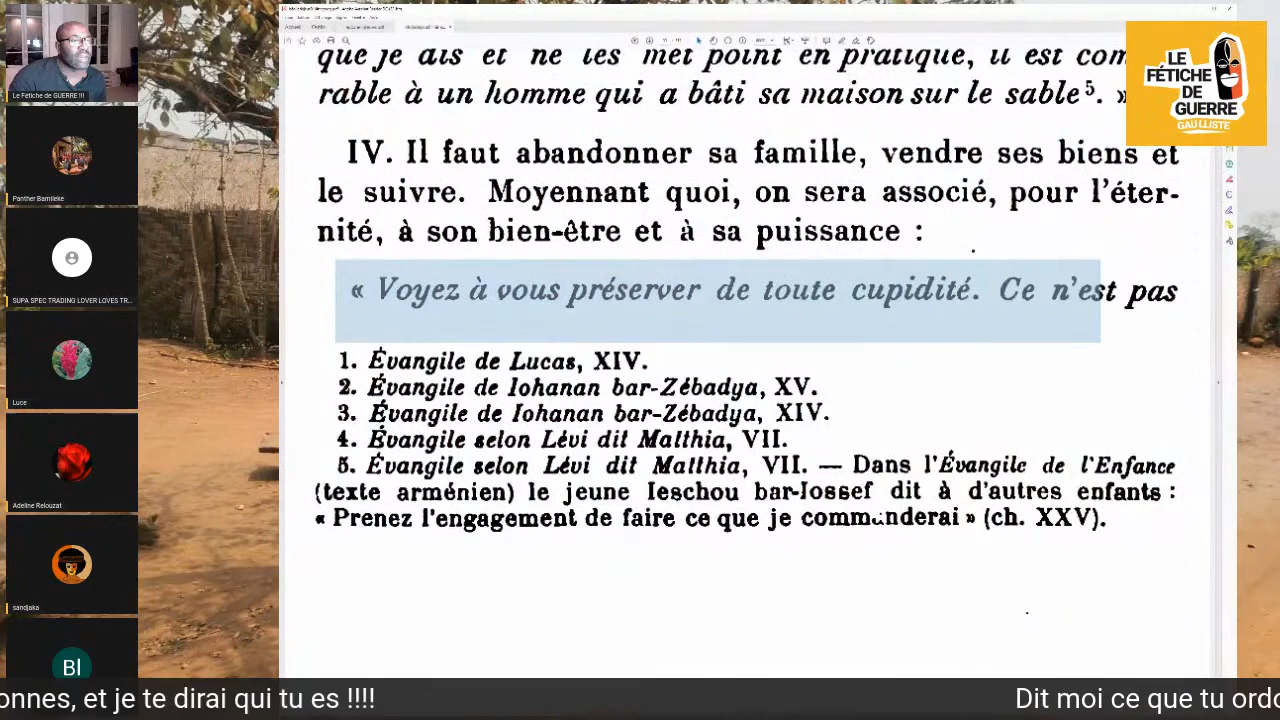 Le Fétiche de GUERRE !!!
Panther Bamileke
SUPA SPEC TRADING LOVER LOVES TR...
Luce
Adeline Relouzat
sandjaka
Bl
LE
FÉTICHE
DE
GUERRE
GAULLISTE
que je dis et ne les met point en pratique, il est com
rable à un homme qui a bâti sa maison sur le sable⁵. »
IV. Il faut abandonner sa famille, vendre ses biens et
le suivre. Moyennant quoi, on sera associé, pour l'éter-
nité, à son bien-être et à sa puissance :
« Voyez à vous préserver de toute cupidité. Ce n'est pas
1. Évangile de Lucas, XIV.
2. Évangile de Iohanan bar-Zébadya, XV.
3. Évangile de Iohanan bar-Zébadya, XIV.
4. Évangile selon Lévi dit Matthia, VII.
5. Évangile selon Lévi dit Matthia, VII. — Dans l'Évangile de l'Enfance
(texte arménien) le jeune Ieschou bar-Iossef dit à d'autres enfants :
« Prenez l'engagement de faire ce que je commanderai » (ch. XXV).
onnes, et je te dirai qui tu es !!!! Dit moi ce que tu ordo